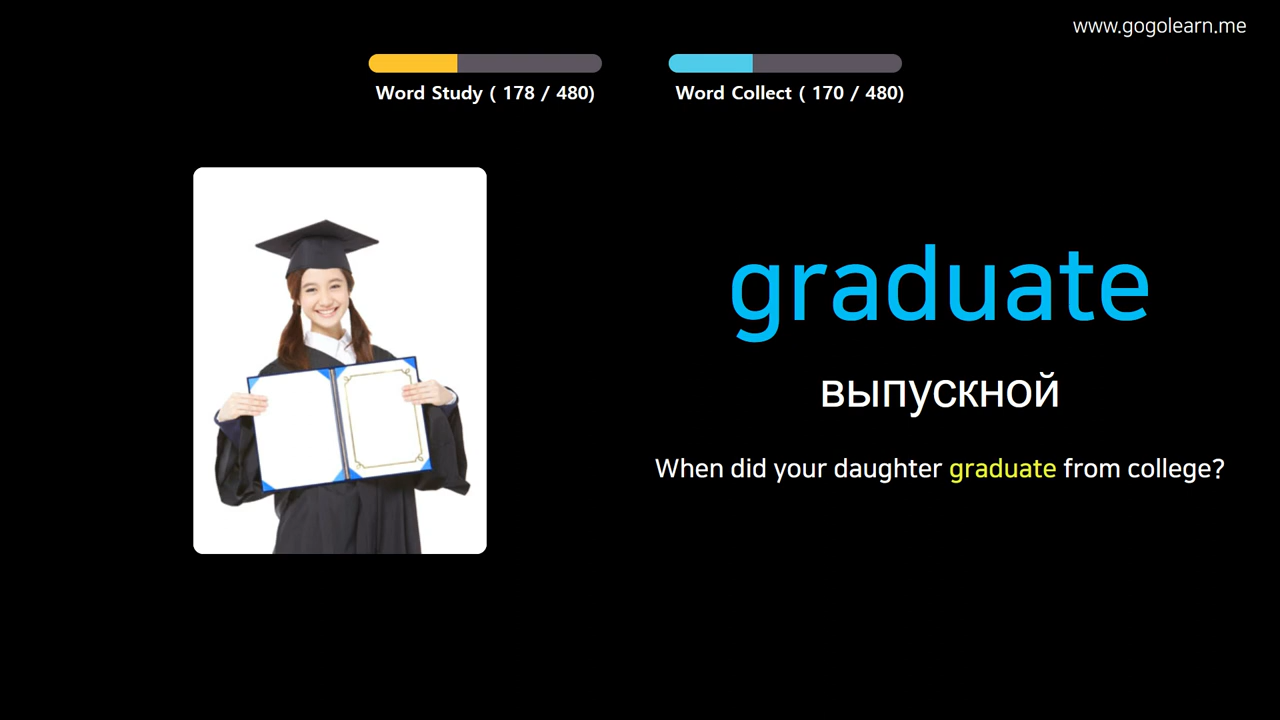 www.gogolearn.me
Word Study ( 178 / 480)
Word Collect ( 170 / 480)
graduate
выпускной
When did your daughter graduate from college?